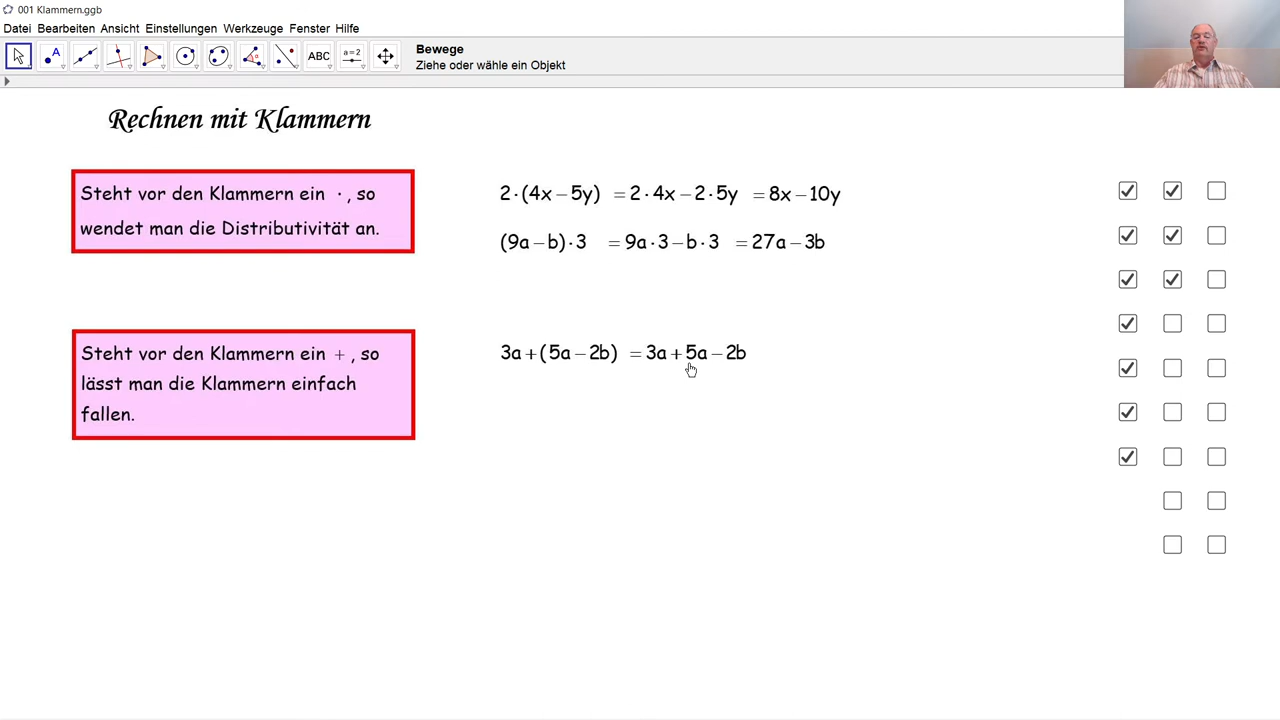 001 Klammern.ggb
Datei Bearbeiten Ansicht Einstellungen Werkzeuge Fenster Hilfe
A ABC a=2 Bewege
Ziehe oder wähle ein Objekt
Rechnen mit Klammern
Steht vor den Klammern ein · , so
wendet man die Distributivität an.
2·(4x−5y) =2·4x−2·5y =8x−10y
(9a−b)·3 =9a·3−b·3 =27a−3b
Steht vor den Klammern ein + , so
lässt man die Klammern einfach
fallen.
3a+(5a−2b) =3a+5a−2b